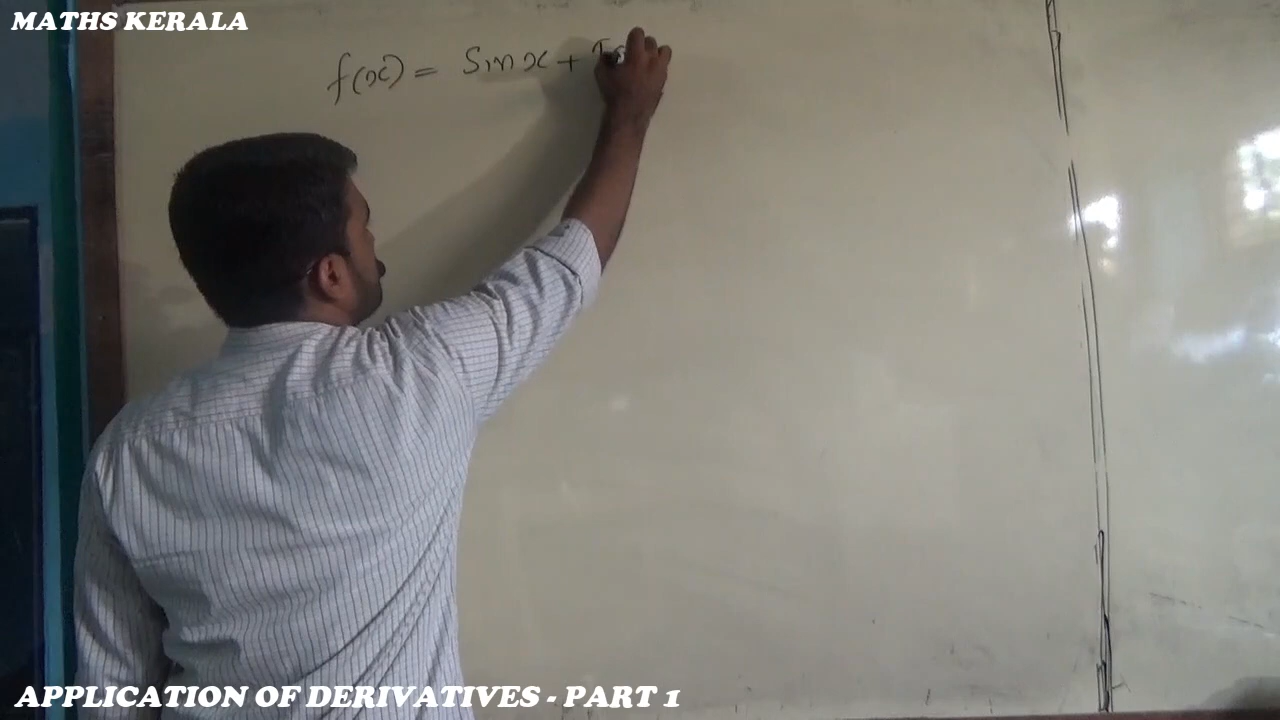 MATHS KERALA
f(x) = Sin x +
APPLICATION OF DERIVATIVES - PART 1